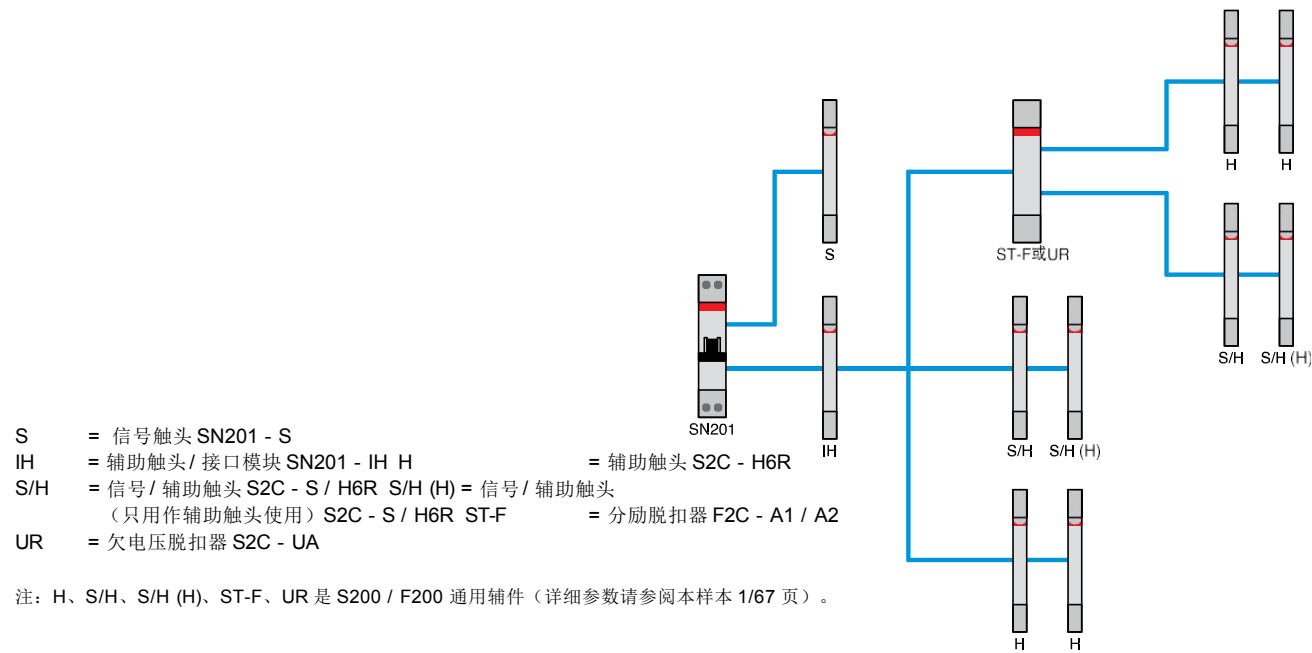 H H
S
ST-F或UR
S/H S/H (H)
SN201
IH
S/H S/H (H)
S = 信号触头 SN201 - S
IH = 辅助触头 / 接口模块 SN201 - IH H = 辅助触头 S2C - H6R
S/H = 信号 / 辅助触头 S2C - S / H6R S/H (H) = 信号 / 辅助触头
（只用作辅助触头使用）S2C - S / H6R ST-F = 分励脱扣器 F2C - A1 / A2
UR = 欠电压脱扣器 S2C - UA
注：H、S/H、S/H (H)、ST-F、UR 是 S200 / F200 通用辅件（详细参数请参阅本样本 1/67 页）。
H H